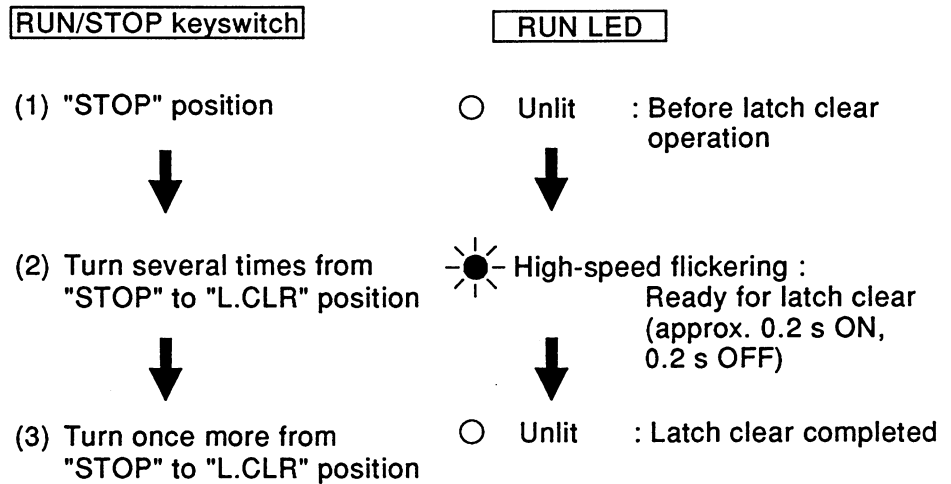 RUN/STOP keyswitch
RUN LED
(1) "STOP" position
Unlit : Before latch clear
operation
(2) Turn several times from
"STOP" to "L.CLR" position
High-speed flickering :
Ready for latch clear
(approx. 0.2 s ON,
0.2 s OFF)
(3) Turn once more from
"STOP" to "L.CLR" position
Unlit : Latch clear completed